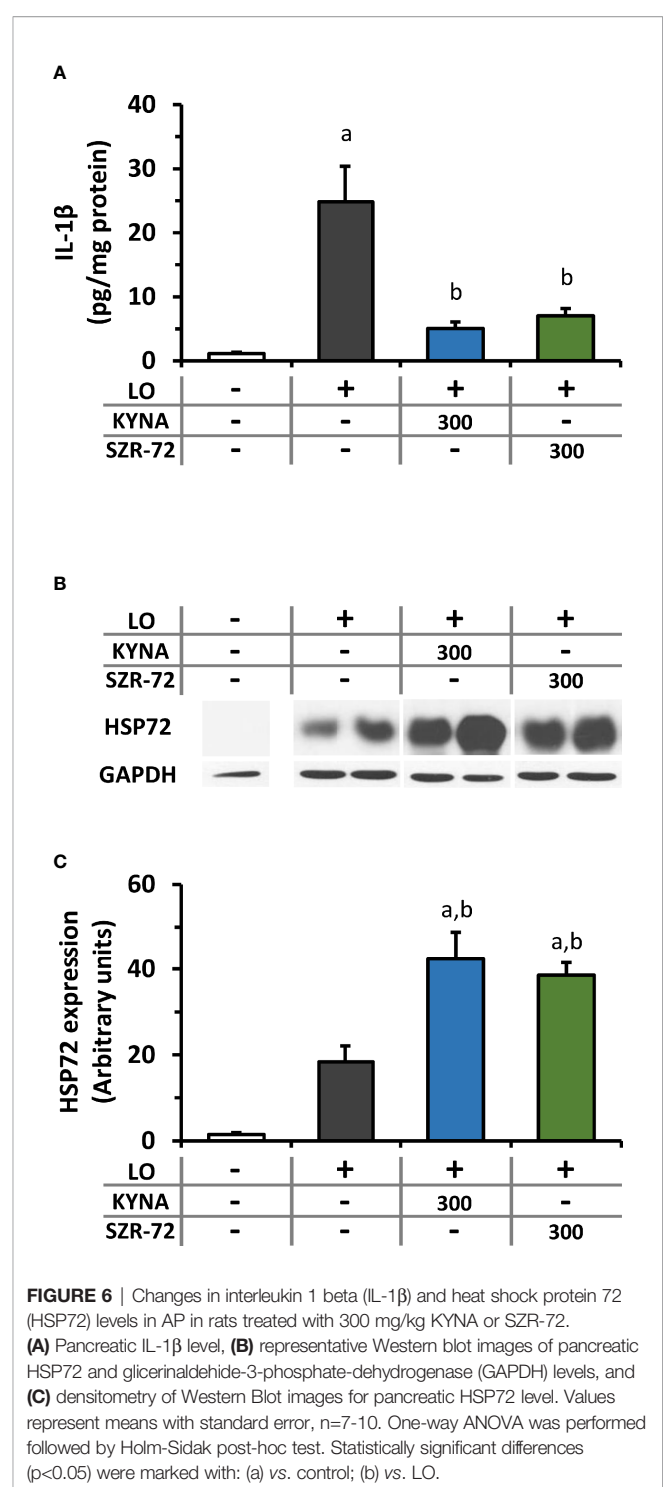 A
40
30
20
10
0
IL-1β
(pg/mg protein)
a
b
b
LO - + + +
KYNA - - 300 -
SZR-72 - - - 300
B
LO - + + +
KYNA - - 300 -
SZR-72 - - - 300
HSP72
GAPDH
C
60
40
20
0
HSP72 expression
(Arbitrary units)
a,b
a,b
LO - + + +
KYNA - - 300 -
SZR-72 - - - 300
FIGURE 6 | Changes in interleukin 1 beta (IL-1β) and heat shock protein 72
(HSP72) levels in AP in rats treated with 300 mg/kg KYNA or SZR-72.
(A) Pancreatic IL-1β level, (B) representative Western blot images of pancreatic
HSP72 and glicerinaldehide-3-phosphate-dehydrogenase (GAPDH) levels, and
(C) densitometry of Western Blot images for pancreatic HSP72 level. Values
represent means with standard error, n=7-10. One-way ANOVA was performed
followed by Holm-Sidak post-hoc test. Statistically significant differences
(p<0.05) were marked with: (a) vs. control; (b) vs. LO.